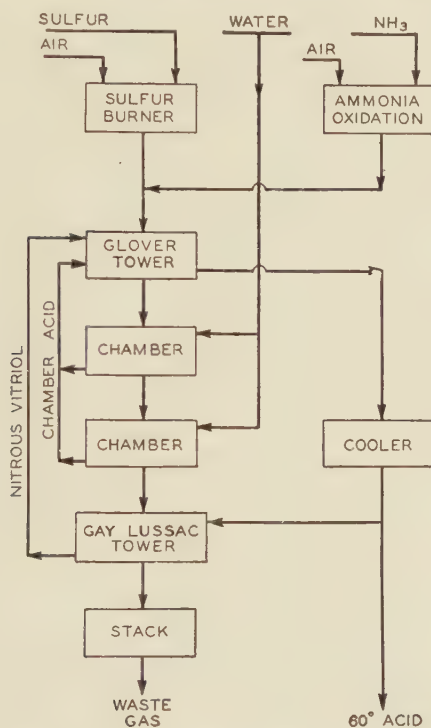 SULFUR
AIR
WATER
NH₃
AIR
SULFUR
BURNER
AMMONIA
OXIDATION
GLOVER
TOWER
CHAMBER ACID
NITROUS VITRIOL
CHAMBER
CHAMBER
COOLER
GAY LUSSAC
TOWER
STACK
WASTE
GAS
60° ACID